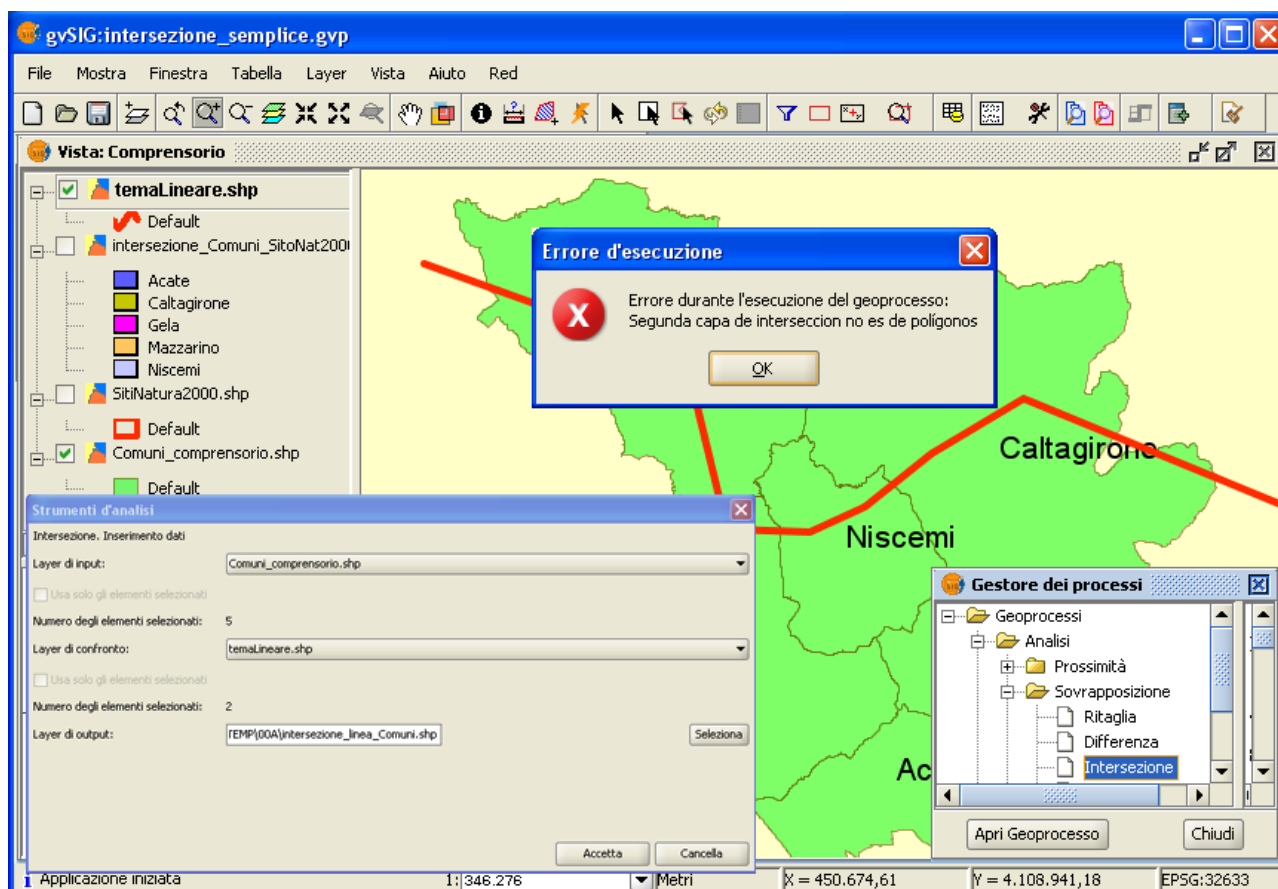 gvSIG:intersezione_semplice.gvp
File Mostra Finestra Tabella Layer Vista Aiuto Red
Vista: Comprensorio
temaLineare.shp
Default
intersezione_Comuni_SitoNat2000
Acate
Caltagirone
Gela
Mazzarino
Niscemi
SitiNatura2000.shp
Default
Comuni_comprensorio.shp
Default
Errore d'esecuzione
Errore durante l'esecuzione del geoprocesso:
Segunda capa de interseccion no es de polígonos
OK
Caltagirone
Niscemi
Ac
Strumenti d'analisi
Intersezione. Inserimento dati
Layer di input: Comuni_comprensorio.shp
Usa solo gli elementi selezionati
Numero degli elementi selezionati: 5
Layer di confronto: temaLineare.shp
Usa solo gli elementi selezionati
Numero degli elementi selezionati: 2
Layer di output: TEMP\00A\intersezione_linea_Comuni.shp Seleziona
Accetta Cancella
Gestore dei processi
Geoprocessi
Analisi
Prossimità
Sovrapposizione
Ritaglia
Differenza
Intersezione
Apri Geoprocesso Chiudi
Applicazione iniziata 1: 346.276 Metri X = 450.674,61 Y = 4.108.941,18 EPSG:32633